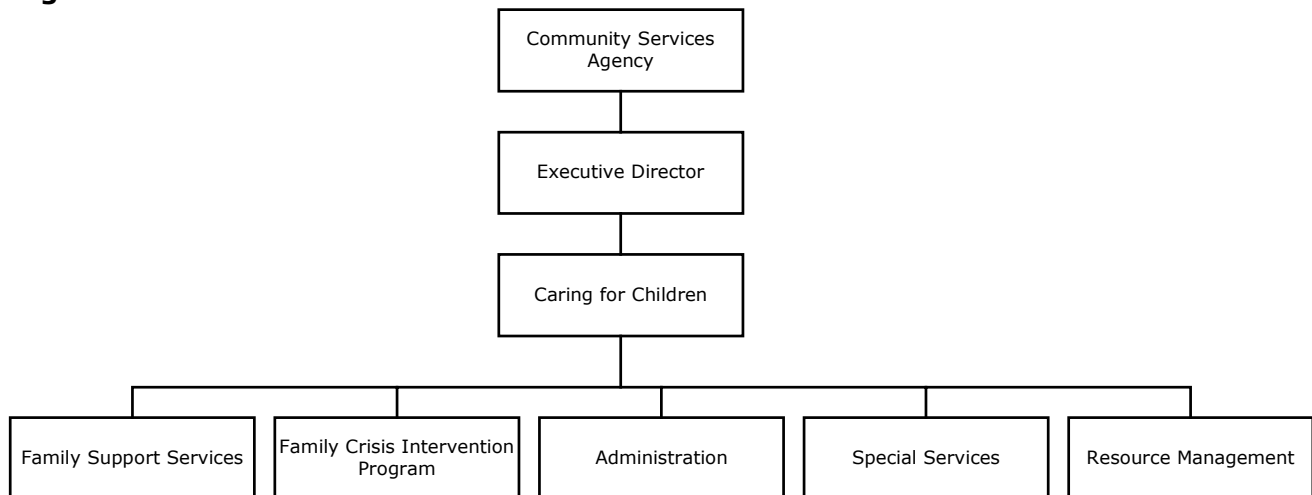 Community Services
Agency
Executive Director
Caring for Children
Family Support Services
Family Crisis Intervention
Program
Administration
Special Services
Resource Management